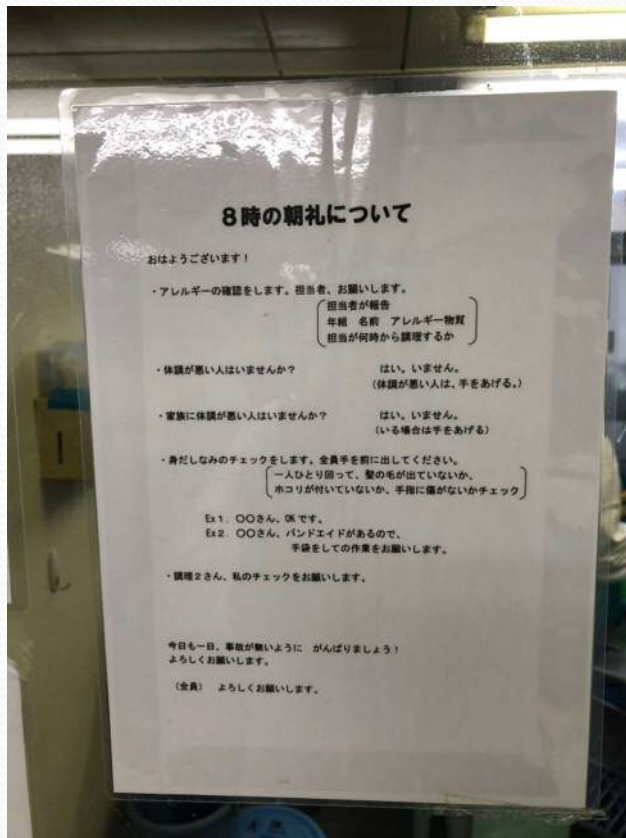 8時の朝礼について
おはようございます！
・アレルギーの確認をします。担当者、お願いします。
担当者が報告
年組 名前 アレルギー物質
担当が何時から調理するか
・体調が悪い人はいませんか？ はい。いません。
（体調が悪い人は、手をあげる。）
・家族に体調が悪い人はいませんか？ はい。いません。
（いる場合は手をあげる）
・身だしなみのチェックをします。全員手を前に出してください。
一人ひとり回って、髪の毛が出ていないか、
ホコリが付いていないか、手指に傷がないかチェック
Ex1. 〇〇さん、OKです。
Ex2. 〇〇さん、バンドエイドがあるので、
手袋をしての作業をお願いします。
・調理2さん、私のチェックをお願いします。
今日も一日、事故が無いように がんばりましょう！
よろしくお願いします。
（全員） よろしくお願いします。